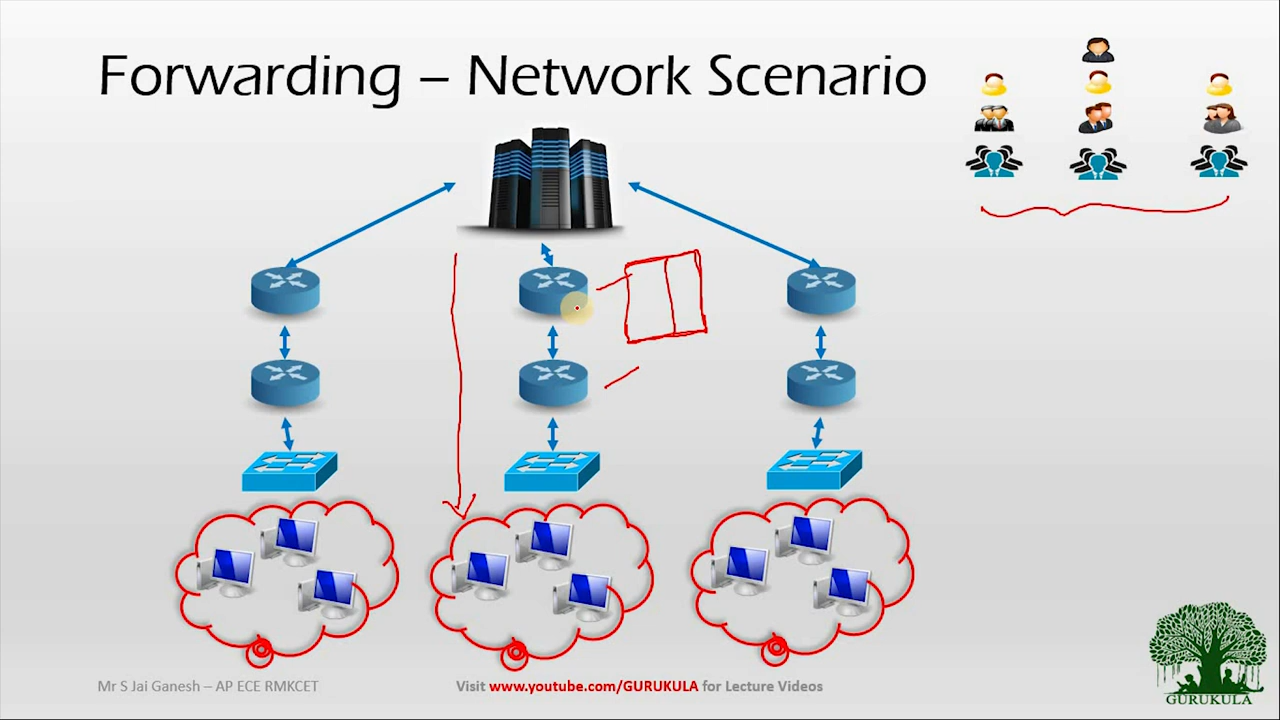 Forwarding – Network Scenario
Mr S Jai Ganesh – AP ECE RMKCET
Visit www.youtube.com/GURUKULA for Lecture Videos
GURUKULA